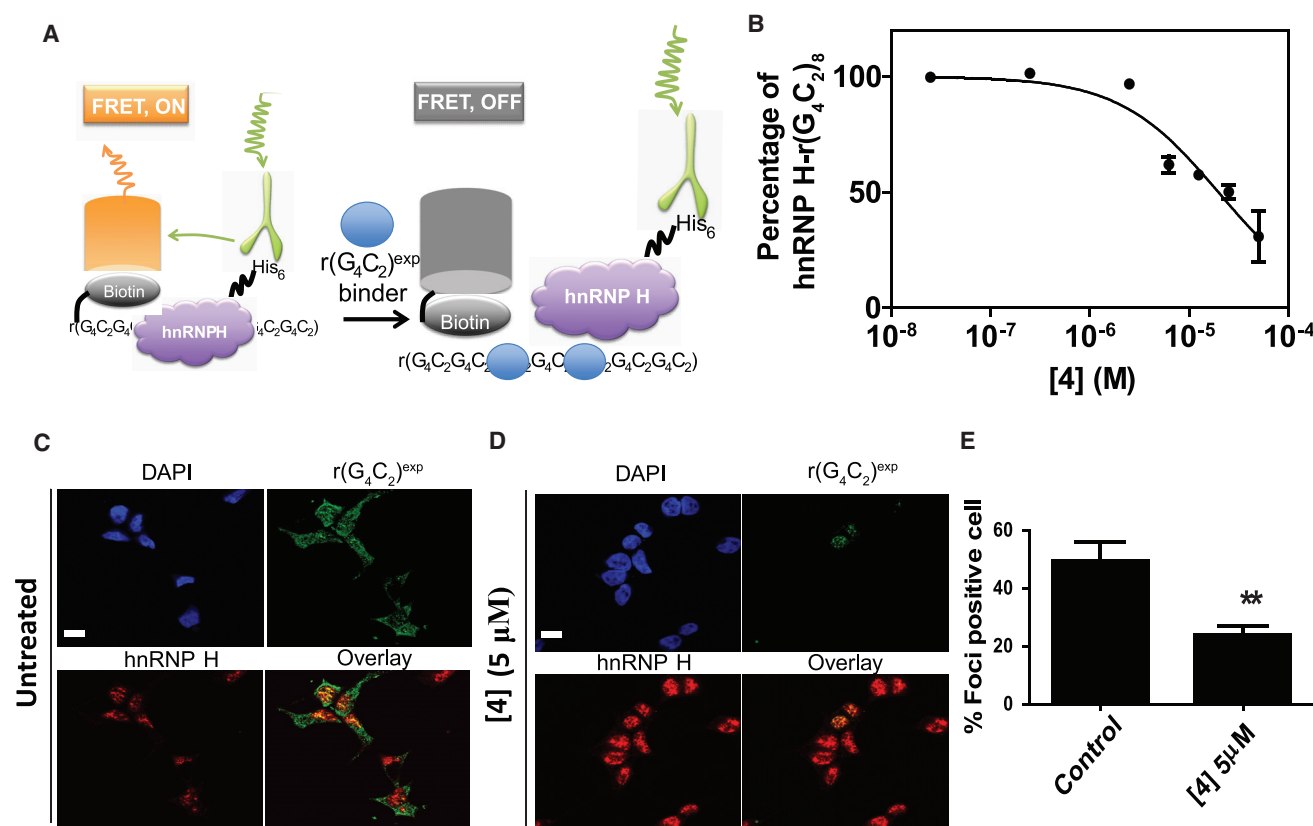 A
FRET, ON
FRET, OFF
His₆
His₆
r(G₄C₂)ᵉˣᵖ
binder
Biotin
hnRNPH
hnRNP H
Biotin
r(G₄C₂G₄C₂ G₄C ₂G₄C₂G₄C₂)
B
Percentage of
hnRNP H-r(G₄C₂)₈
100
50
0
10⁻⁸ 10⁻⁷ 10⁻⁶ 10⁻⁵ 10⁻⁴
[4] (M)
C
Untreated
DAPI r(G₄C₂)ᵉˣᵖ
hnRNP H Overlay
D
[4] (5 μM)
DAPI r(G₄C₂)ᵉˣᵖ
hnRNP H Overlay
E
% Foci positive cell
60
40
20
0
**
Control
[4] 5μM